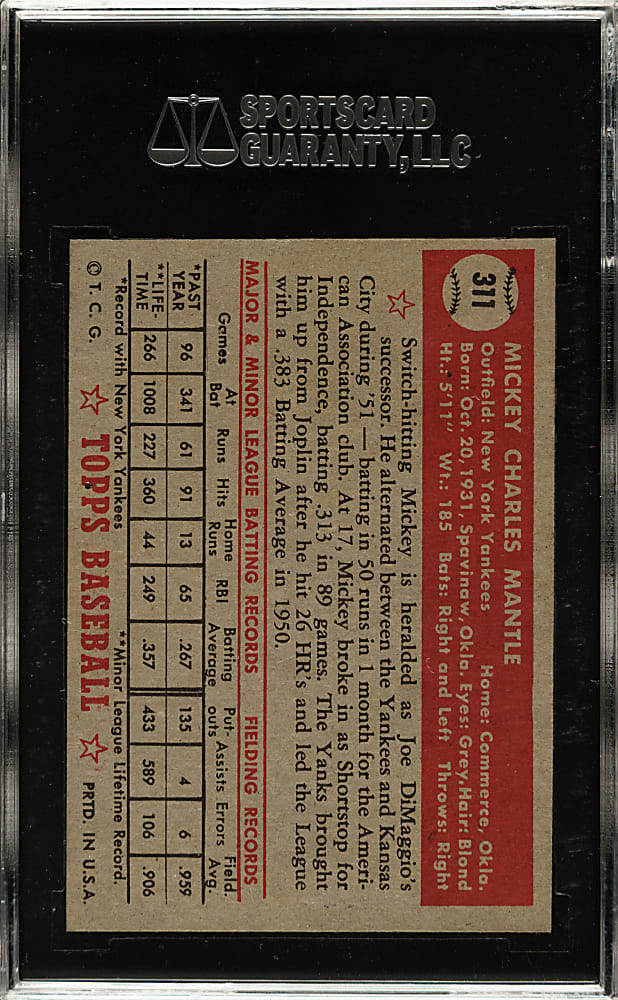 SPORTSCARD
GUARANTY, LLC
311
MICKEY CHARLES MANTLE
Outfield: New York Yankees Home: Commerce, Okla.
Born: Oct. 20, 1931, Spavinaw, Okla. Eyes: Grey Hair: Blond
Ht.: 5'11" Wt.: 185 Bats: Right and Left Throws: Right
Switch-hitting Mickey is heralded as Joe DiMaggio's
successor. He alternated between the Yankees and Kansas
City during '51 — batting in 50 runs in 1 month for the Ameri-
can Association club. At 17, Mickey broke in as Shortstop for
Independence, batting .313 in 89 games. The Yanks brought
him up from Joplin after he hit 26 HR's and led the League
with a .383 Batting Average in 1950.
MAJOR & MINOR LEAGUE BATTING RECORDS FIELDING RECORDS
Games At Bat Runs Hits Home Runs RBI Batting Average Put-outs Assists Errors Field. Avg.
*PAST YEAR 96 341 61 91 13 65 .267 135 4 6 .959
**LIFE-TIME 266 1008 227 360 44 249 .357 433 589 106 .906
*Record with New York Yankees **Minor League Lifetime Record.
© T. C. G. TOPPS BASEBALL PRTD. IN U.S.A.